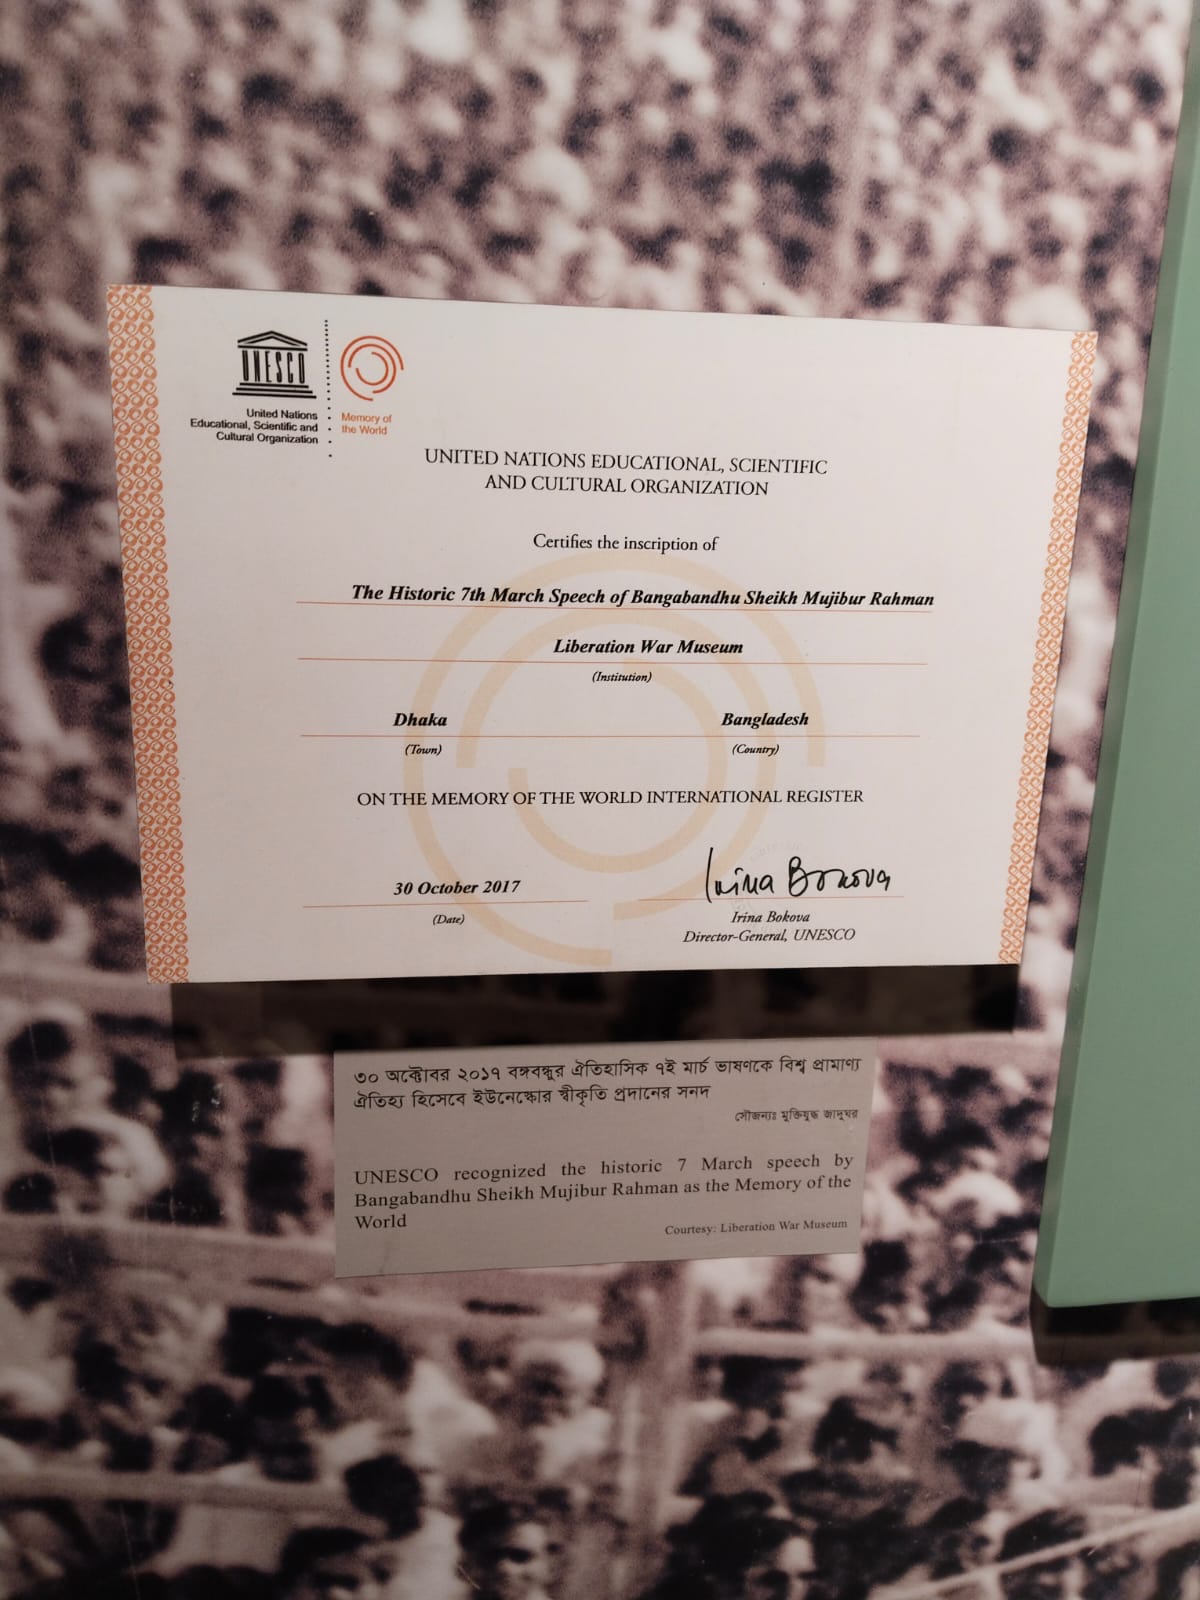 UNESCO
United Nations
Educational, Scientific and
Cultural Organization
Memory of
the World
UNITED NATIONS EDUCATIONAL, SCIENTIFIC
AND CULTURAL ORGANIZATION
Certifies the inscription of
The Historic 7th March Speech of Bangabandhu Sheikh Mujibur Rahman
Liberation War Museum
(Institution)
Dhaka Bangladesh
(Town) (Country)
ON THE MEMORY OF THE WORLD INTERNATIONAL REGISTER
Irina Bokova
30 October 2017
(Date)
Irina Bokova
Director-General, UNESCO
৩০ অক্টোবর ২০১৭ বঙ্গবন্ধুর ঐতিহাসিক ৭ই মার্চ ভাষণকে বিশ্ব প্রামাণ্য
ঐতিহ্য হিসেবে ইউনেস্কোর স্বীকৃতি প্রদানের সনদ
সৌজন্যঃ মুক্তিযুদ্ধ জাদুঘর
UNESCO recognized the historic 7 March speech by
Bangabandhu Sheikh Mujibur Rahman as the Memory of the
World
Courtesy: Liberation War Museum